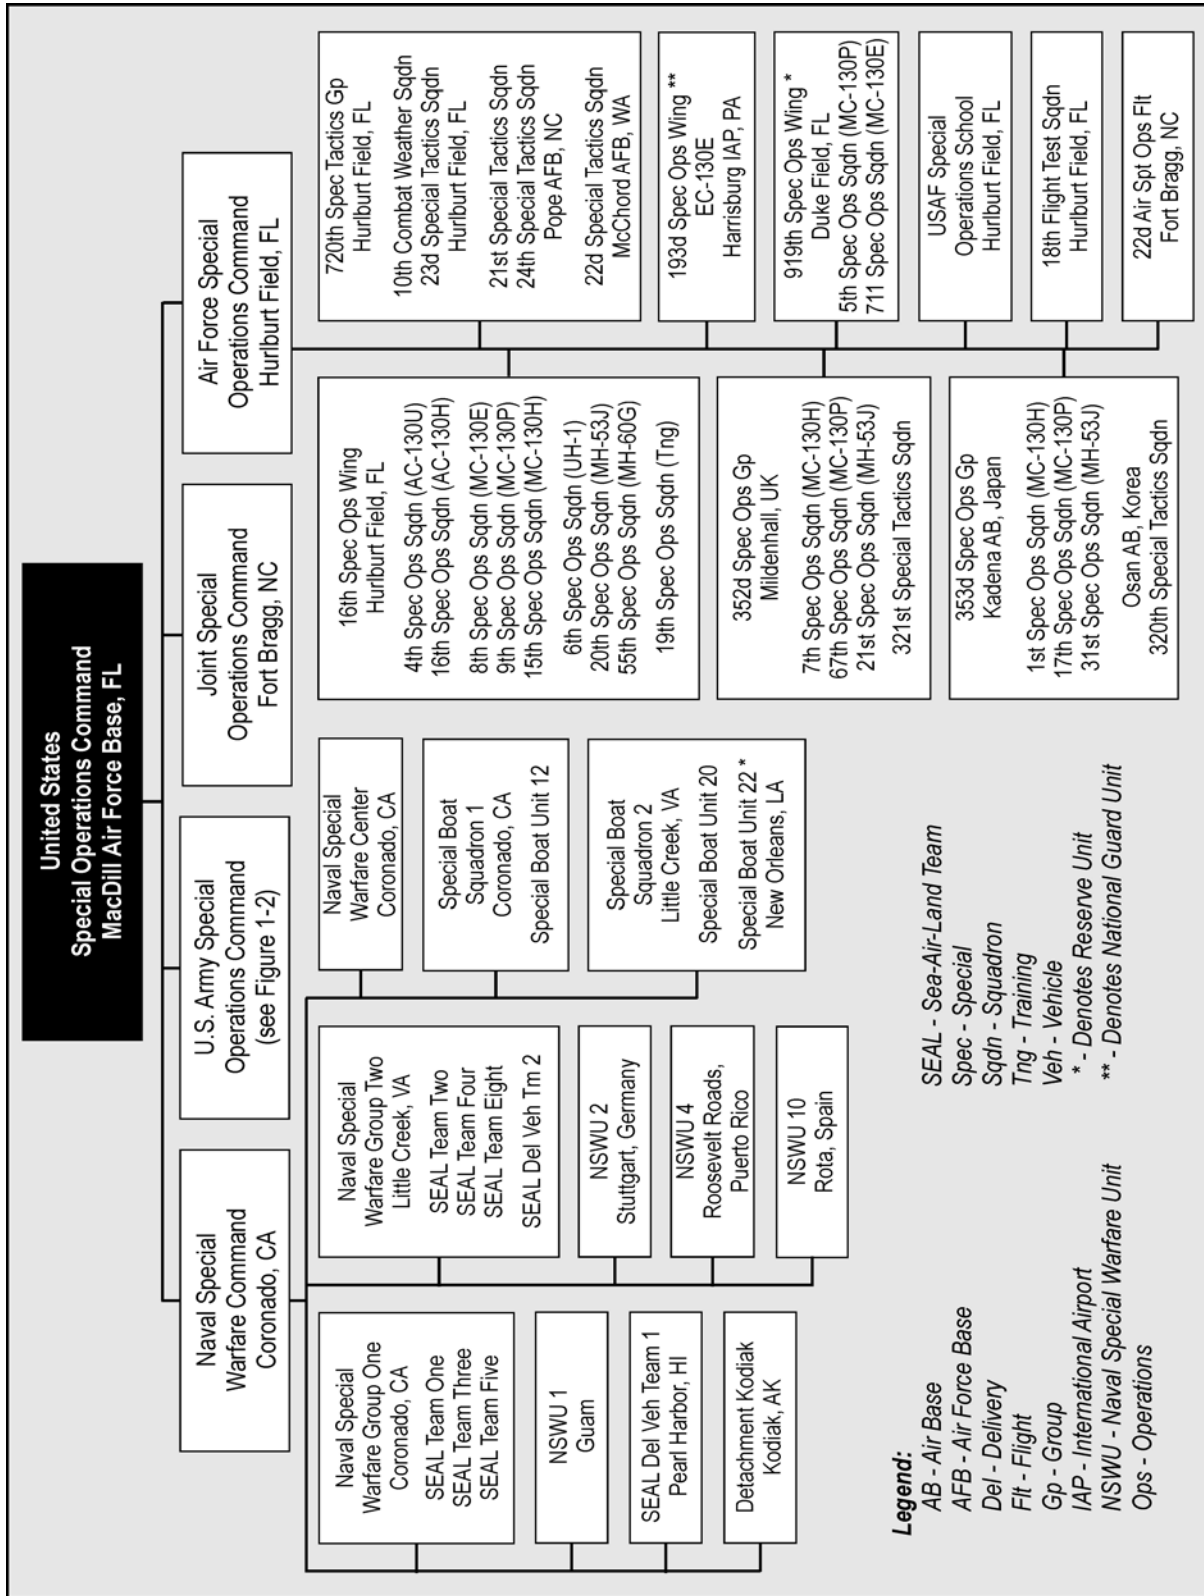 United States
Special Operations Command
MacDill Air Force Base, FL
Naval Special
Warfare Command
Coronado, CA
U.S. Army Special
Operations Command
(see Figure 1-2)
Joint Special
Operations Command
Fort Bragg, NC
Air Force Special
Operations Command
Hurlburt Field, FL
Naval Special
Warfare Group One
Coronado, CA
SEAL Team One
SEAL Team Three
SEAL Team Five
NSWU 1
Guam
SEAL Del Veh Team 1
Pearl Harbor, HI
Detachment Kodiak
Kodiak, AK
Naval Special
Warfare Group Two
Little Creek, VA
SEAL Team Two
SEAL Team Four
SEAL Team Eight
SEAL Del Veh Tm 2
NSWU 2
Stuttgart, Germany
NSWU 4
Roosevelt Roads,
Puerto Rico
NSWU 10
Rota, Spain
Naval Special
Warfare Center
Coronado, CA
Special Boat
Squadron 1
Coronado, CA
Special Boat Unit 12
Special Boat
Squadron 2
Little Creek, VA
Special Boat Unit 20
Special Boat Unit 22 *
New Orleans, LA
16th Spec Ops Wing
Hurlburt Field, FL
4th Spec Ops Sqdn (AC-130U)
16th Spec Ops Sqdn (AC-130H)
8th Spec Ops Sqdn (MC-130E)
9th Spec Ops Sqdn (MC-130P)
15th Spec Ops Sqdn (MC-130H)
6th Spec Ops Sqdn (UH-1)
20th Spec Ops Sqdn (MH-53J)
55th Spec Ops Sqdn (MH-60G)
19th Spec Ops Sqdn (Tng)
352d Spec Ops Gp
Mildenhall, UK
7th Spec Ops Sqdn (MC-130H)
67th Spec Ops Sqdn (MC-130P)
21st Spec Ops Sqdn (MH-53J)
321st Special Tactics Sqdn
353d Spec Ops Gp
Kadena AB, Japan
1st Spec Ops Sqdn (MC-130H)
17th Spec Ops Sqdn (MC-130P)
31st Spec Ops Sqdn (MH-53J)
Osan AB, Korea
320th Special Tactics Sqdn
720th Spec Tactics Gp
Hurlburt Field, FL
10th Combat Weather Sqdn
23d Special Tactics Sqdn
Hurlburt Field, FL
21st Special Tactics Sqdn
24th Special Tactics Sqdn
Pope AFB, NC
22d Special Tactics Sqdn
McChord AFB, WA
193d Spec Ops Wing **
EC-130E
Harrisburg IAP, PA
919th Spec Ops Wing *
Duke Field, FL
5th Spec Ops Sqdn (MC-130P)
711 Spec Ops Sqdn (MC-130E)
USAF Special
Operations School
Hurlburt Field, FL
18th Flight Test Sqdn
Hurlburt Field, FL
22d Air Spt Ops Flt
Fort Bragg, NC
Legend:
AB - Air Base
AFB - Air Force Base
Del - Delivery
Flt - Flight
Gp - Group
IAP - International Airport
NSWU - Naval Special Warfare Unit
Ops - Operations
SEAL - Sea-Air-Land Team
Spec - Special
Sqdn - Squadron
Tng - Training
Veh - Vehicle
* - Denotes Reserve Unit
** - Denotes National Guard Unit